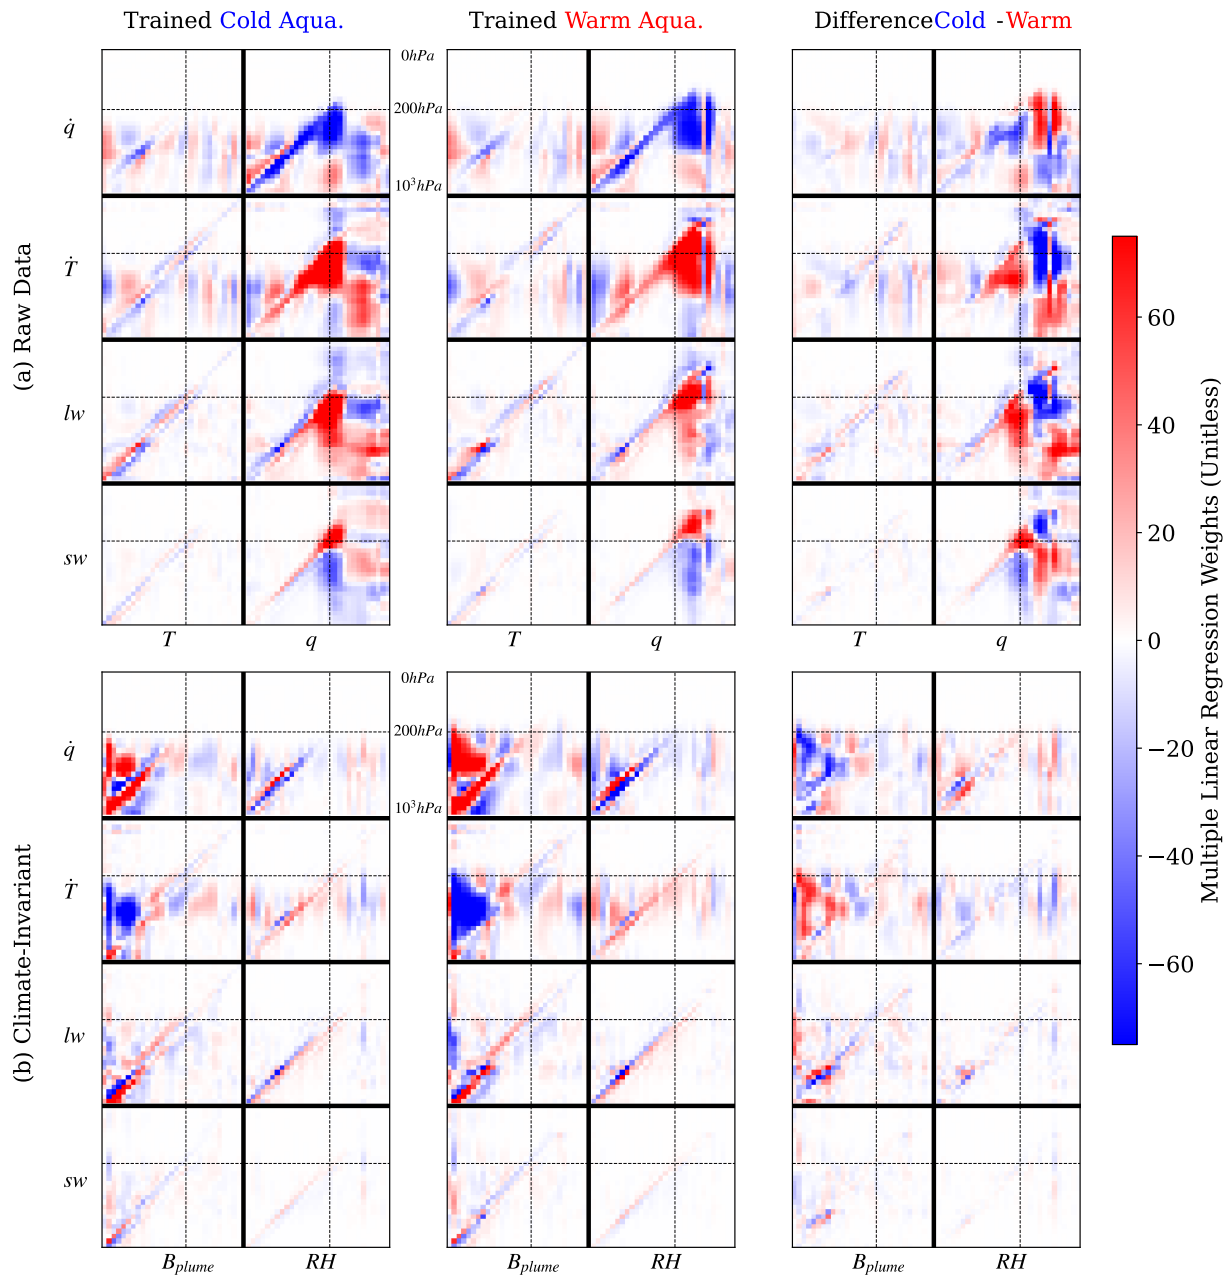 Trained Cold Aqua.
Trained Warm Aqua.
DifferenceCold -Warm
(a) Raw Data
q̇
Ṫ
lw
sw
0hPa
200hPa
10³hPa
T
q
T
q
T
q
(b) Climate-Invariant
q̇
Ṫ
lw
sw
0hPa
200hPa
10³hPa
B_plume
RH
B_plume
RH
B_plume
RH
60
40
20
0
−20
−40
−60
Multiple Linear Regression Weights (Unitless)